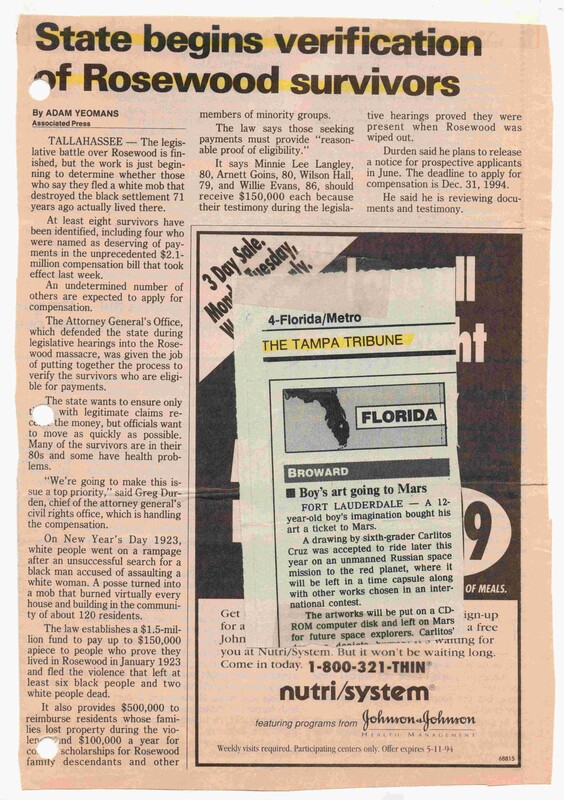 State begins verification
of Rosewood survivors
By ADAM YEOMANS
Associated Press
TALLAHASSEE — The legis-
lative battle over Rosewood is fin-
ished, but the work is just begin-
ning to determine whether those
who say they fled a white mob that
destroyed the black settlement 71
years ago actually lived there.
At least eight survivors have
been identified, including four who
were named as deserving of pay-
ments in the unprecedented $2.1-
million compensation bill that took
effect last week.
An undetermined number of
others are expected to apply for
compensation.
The Attorney General's Office,
which defended the state during
legislative hearings into the Rose-
wood massacre, was given the job
of putting together the process to
verify the survivors who are eligi-
ble for payments.
The state wants to ensure only
with legitimate claims re-
the money, but officials want
to move as quickly as possible.
Many of the survivors are in their
80s and some have health prob-
lems.
"We're going to make this is-
sue a top priority," said Greg Dur-
den, chief of the attorney general's
civil rights office, which is handling
the compensation.
On New Year's Day 1923,
white people went on a rampage
after an unsuccessful search for a
black man accused of assaulting a
white woman. A posse turned into
a mob that burned virtually every
house and building in the communi-
ty of about 120 residents.
The law establishes a $1.5-mil-
lion fund to pay up to $150,000
apiece to people who prove they
lived in Rosewood in January 1923
and fled the violence that left at
least six black people and two
white people dead.
It also provides $500,000 to
reimburse residents whose fami-
lies lost property during the vio-
and $100,000 a year for
scholarships for Rosewood
family descendants and other
members of minority groups.
The law says those seeking
payments must provide "reason-
able proof of eligibility."
It says Minnie Lee Langley,
80, Arnett Goins, 80, Wilson Hall,
79, and Willie Evans, 86, should
receive $150,000 each because
their testimony during the legisla-
tive hearings proved they were
present when Rosewood was
wiped out.
Durden said he plans to release
a notice for prospective applicants
in June. The deadline to apply for
compensation is Dec. 31, 1994.
He said he is reviewing docu-
ments and testimony.
3 Day Sale.
Tuesday,
4-Florida/Metro
THE TAMPA TRIBUNE
FLORIDA
BROWARD
■ Boy's art going to Mars
FORT LAUDERDALE — A 12-
year-old boy's imagination bought his
art a ticket to Mars.
A drawing by sixth-grader Carlitos
Cruz was accepted to ride later this
year on an unmanned Russian space
mission to the red planet, where it
will be left in a time capsule along
with other works chosen in an inter-
national contest.
The artworks will be put on a CD-
ROM computer disk and left on Mars
for future space explorers. Carlitos'
9
OF MEALS.
Get
for a
a free
John
waiting for
you at Nutri/System. But it won't be waiting long.
Come in today. 1-800-321-THIN
nutri/system
featuring programs from Johnson & Johnson
HEALTH MANAGEMENT
Weekly visits required. Participating centers only. Offer expires 5-11-94
68815